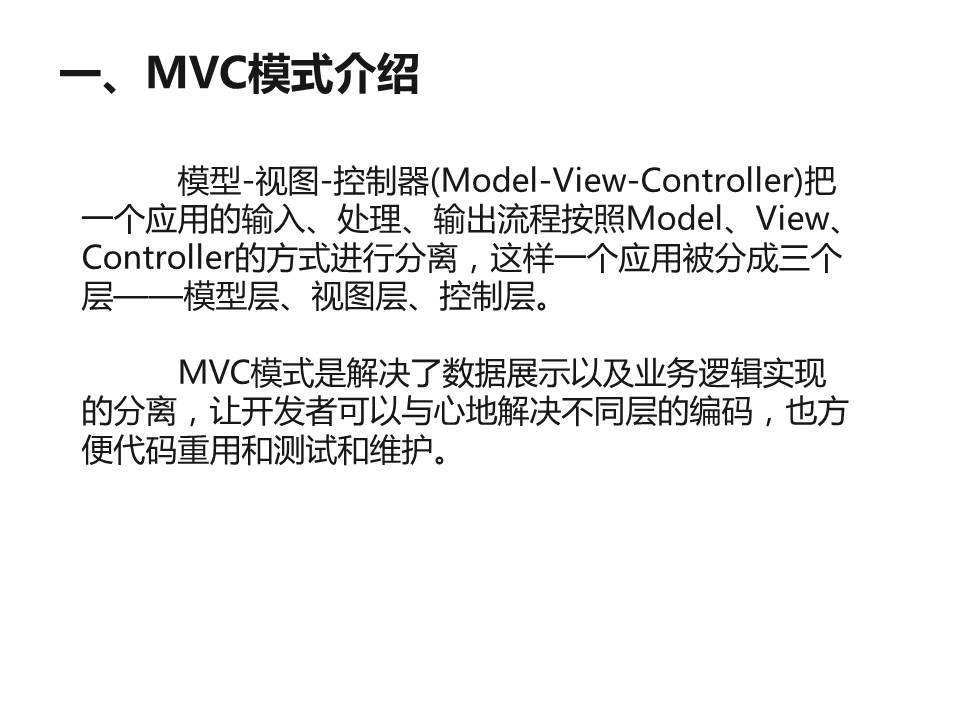 一、MVC模式介绍
模型-视图-控制器(Model-View-Controller)把
一个应用的输入、处理、输出流程按照Model、View、
Controller的方式进行分离，这样一个应用被分成三个
层——模型层、视图层、控制层。
MVC模式是解决了数据展示以及业务逻辑实现
的分离，让开发者可以与心地解决不同层的编码，也方
便代码重用和测试和维护。